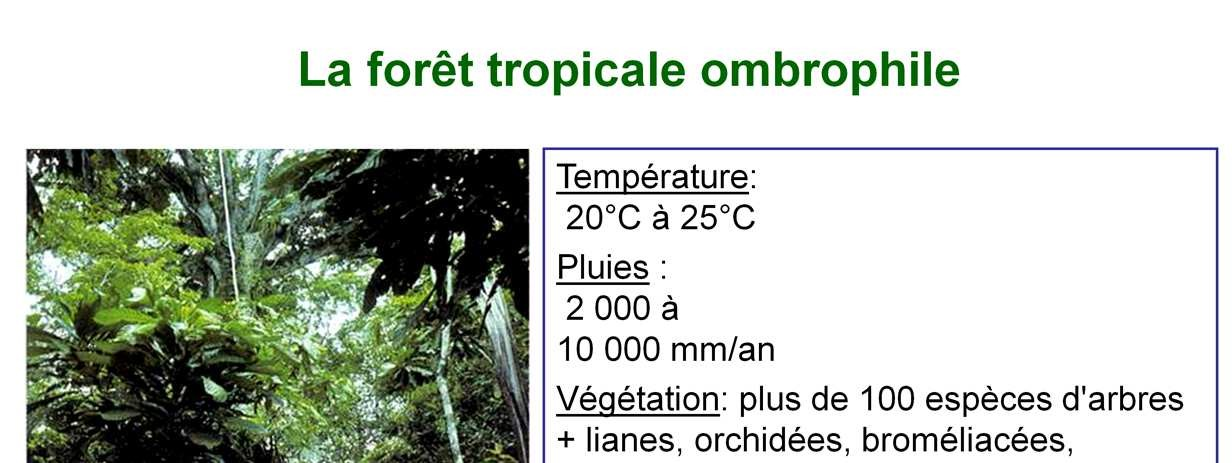 La forêt tropicale ombrophile
Température:
20°C à 25°C
Pluies :
2 000 à
10 000 mm/an
Végétation: plus de 100 espèces d'arbres
+ lianes, orchidées, broméliacées,